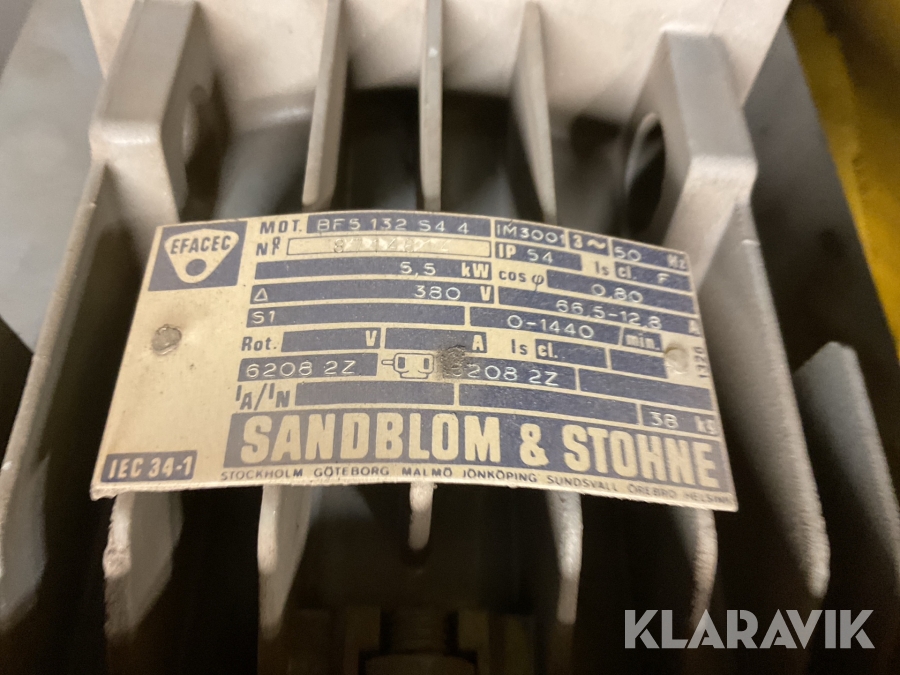 EFACEC
MOT. BF5 132 S4 4 IM3001 3~ 50 Hz
Nº IP 54 Is cl. F
5,5 kW cos φ 0,80
Δ 380 V 66,5-12,8 A
S1 0-1440 /min.
Rot. V A Is cl.
6208 2Z 6208 2Z
IA/IN 38 kg
SANDBLOM & STOHNE
IEC 34-1
STOCKHOLM GÖTEBORG MALMÖ JÖNKÖPING SUNDSVALL ÖREBRO
KLARAVIK